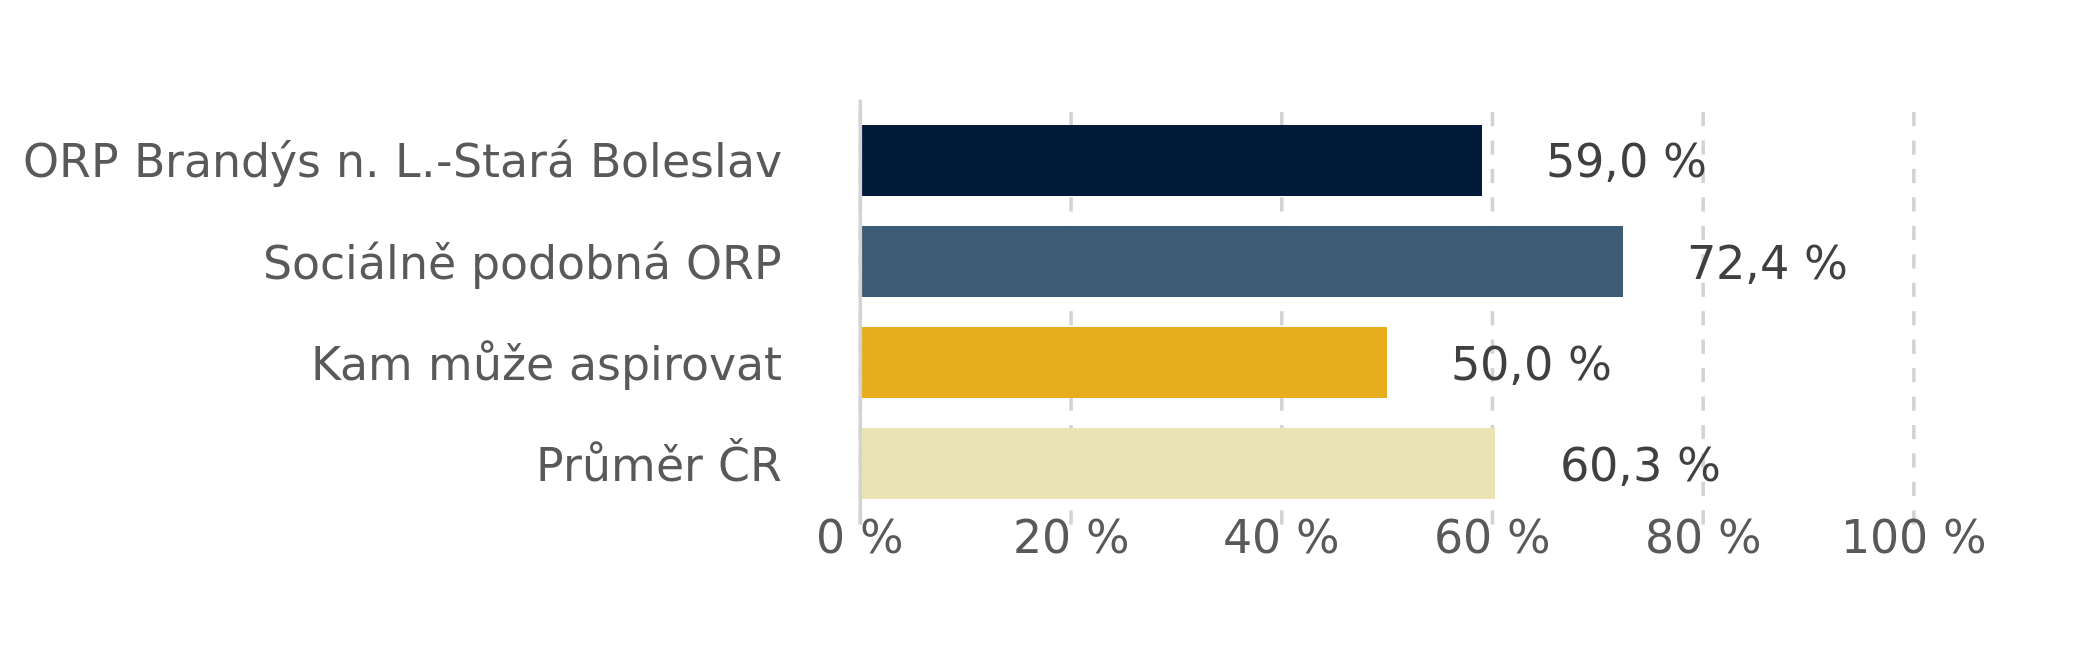 ORP Brandýs n. L.-Stará Boleslav 59,0 %
Sociálně podobná ORP 72,4 %
Kam může aspirovat 50,0 %
Průměr ČR 60,3 %
0 % 20 % 40 % 60 % 80 % 100 %